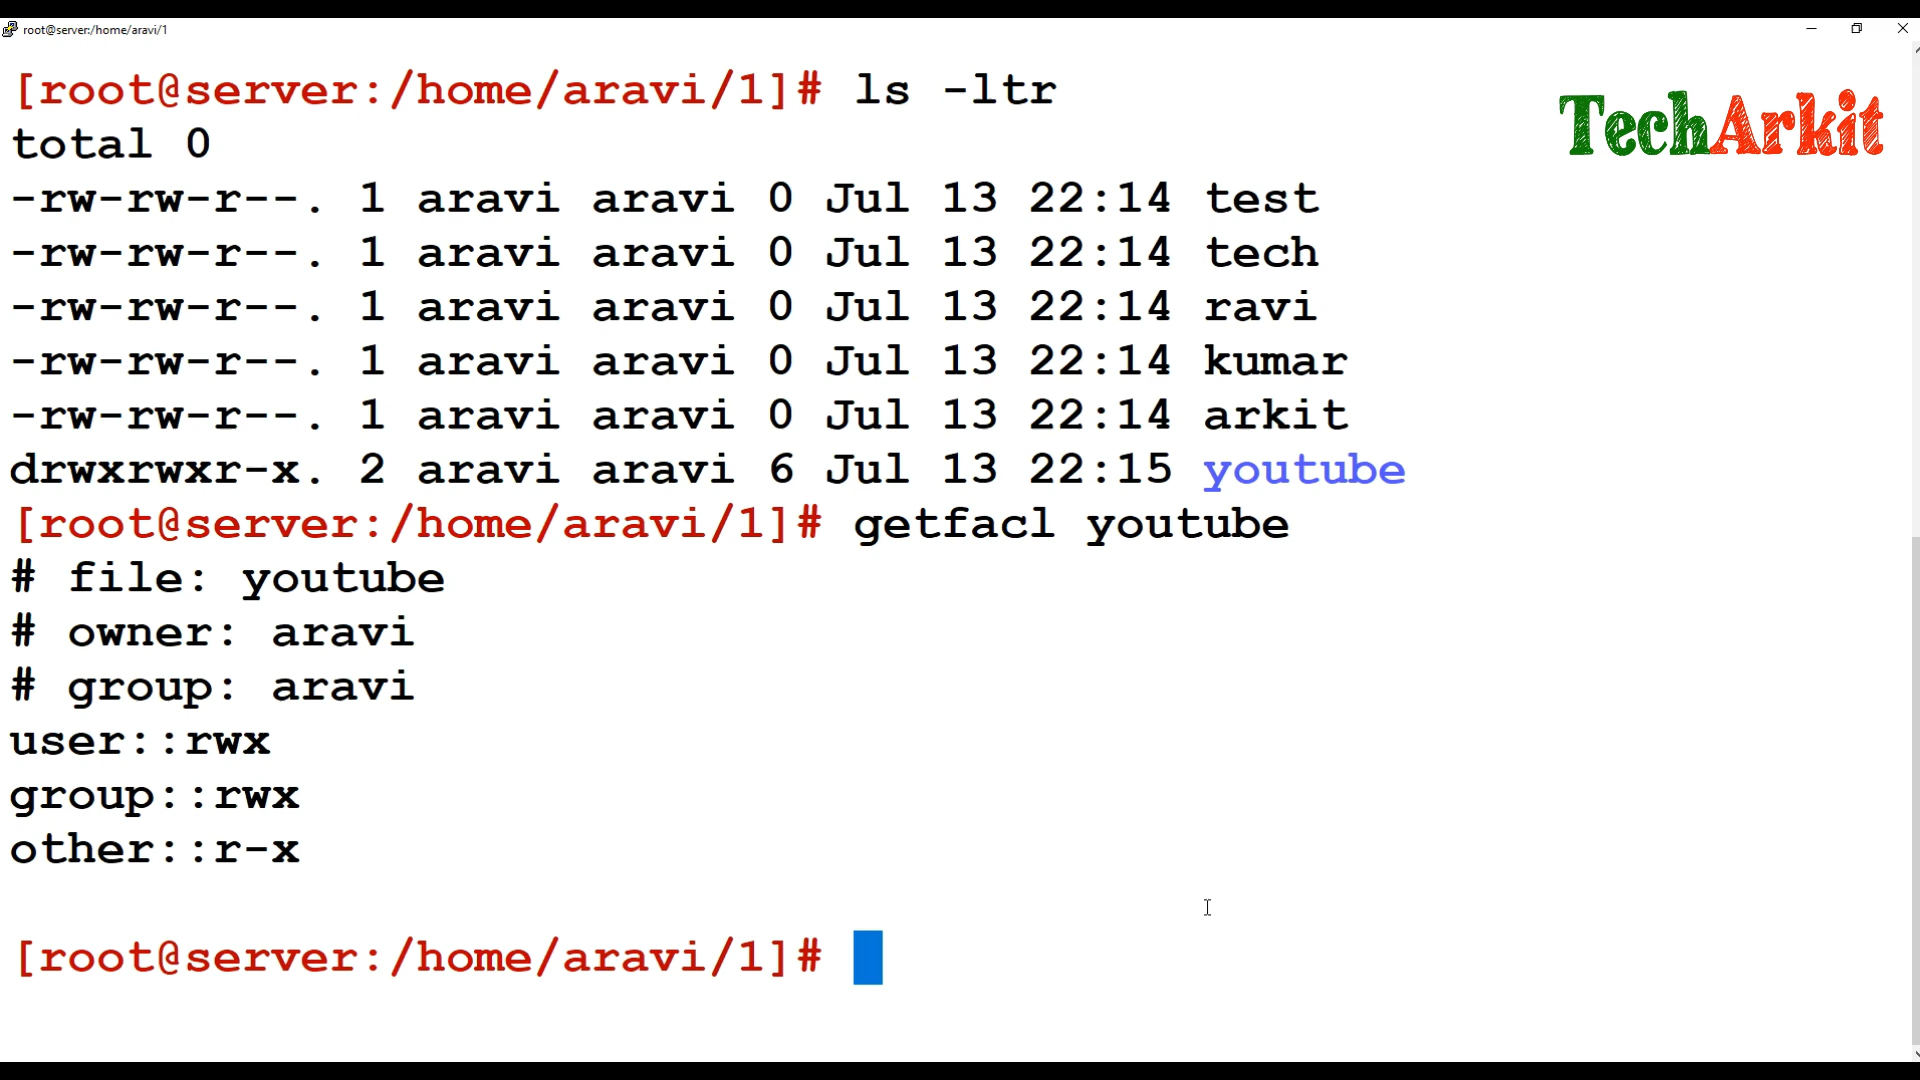 root@server:/home/aravi/1
[root@server:/home/aravi/1]# ls -ltr
TechArkit
total 0
-rw-rw-r--. 1 aravi aravi 0 Jul 13 22:14 test
-rw-rw-r--. 1 aravi aravi 0 Jul 13 22:14 tech
-rw-rw-r--. 1 aravi aravi 0 Jul 13 22:14 ravi
-rw-rw-r--. 1 aravi aravi 0 Jul 13 22:14 kumar
-rw-rw-r--. 1 aravi aravi 0 Jul 13 22:14 arkit
drwxrwxr-x. 2 aravi aravi 6 Jul 13 22:15 youtube
[root@server:/home/aravi/1]# getfacl youtube
# file: youtube
# owner: aravi
# group: aravi
user::rwx
group::rwx
other::r-x
[root@server:/home/aravi/1]#